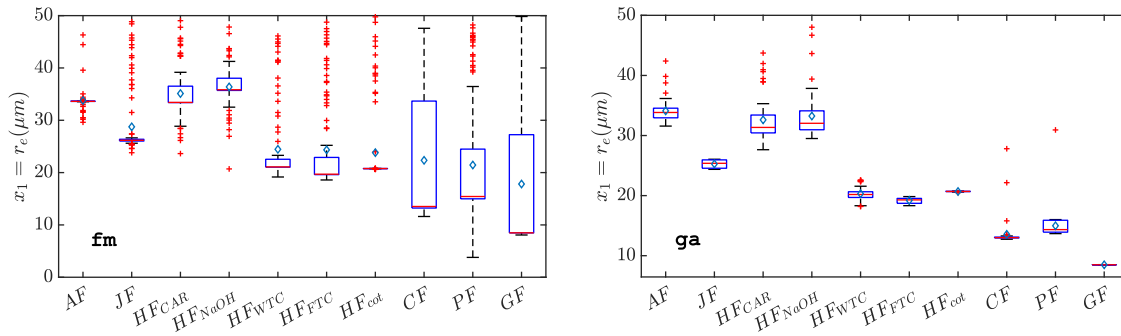 x₁ = rₑ(μm)
50
40
30
20
10
0
fm
AF
JF
HF_CAR
HF_NaOH
HF_WTC
HF_FTC
HF_cot
CF
PF
GF
x₁ = rₑ(μm)
50
40
30
20
10
ga
AF
JF
HF_CAR
HF_NaOH
HF_WTC
HF_FTC
HF_cot
CF
PF
GF